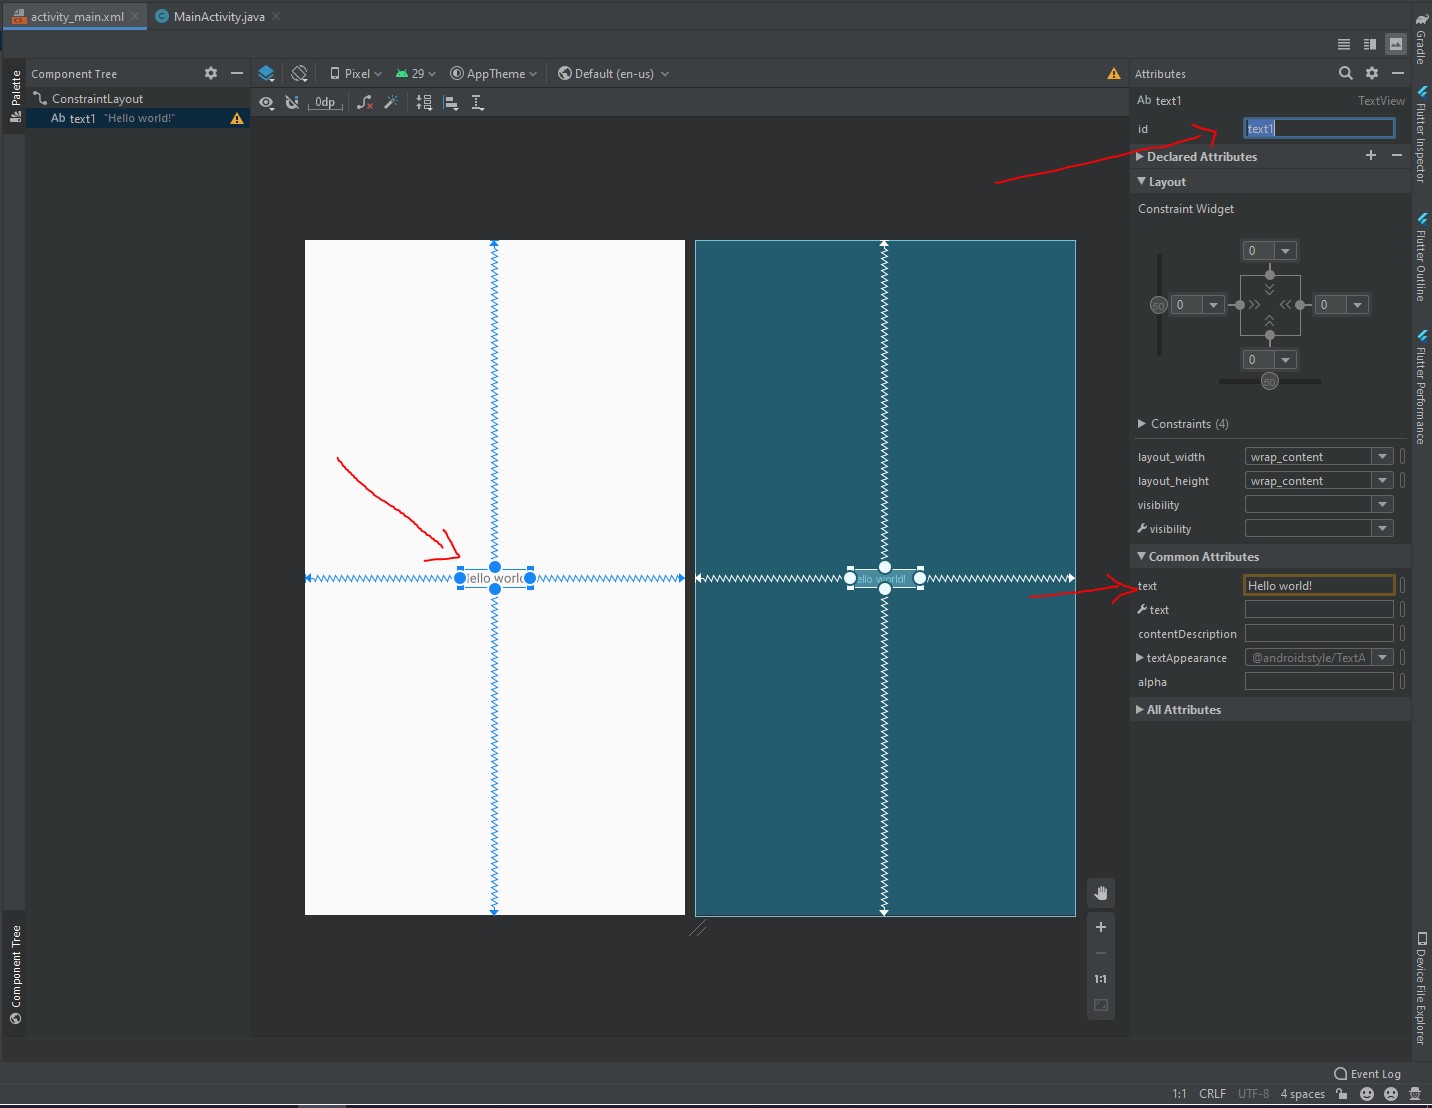 activity_main.xml
MainActivity.java
Palette
Component Tree
ConstraintLayout
Ab text1 "Hello world!"
Component Tree
Pixel
29
AppTheme
Default (en-us)
0dp
Hello world
ello world!
1:1
Attributes
Ab text1 TextView
id text1
Declared Attributes
Layout
Constraint Widget
0
50 0 0
0
50
Constraints (4)
layout_width wrap_content
layout_height wrap_content
visibility
visibility
Common Attributes
text Hello world!
text
contentDescription
textAppearance @android:style/TextA
alpha
All Attributes
Gradle
Flutter Inspector
Flutter Outline
Flutter Performance
Device File Explorer
Event Log
1:1 CRLF UTF-8 4 spaces